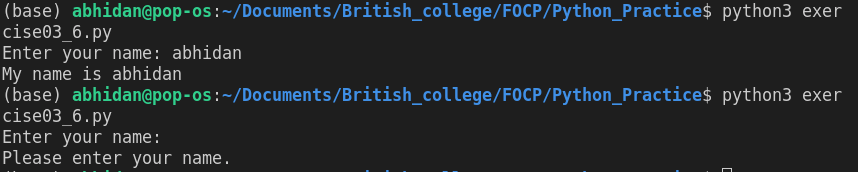 (base) abhidan@pop-os:~/Documents/British_college/FOCP/Python_Practice$ python3 exer
cise03_6.py
Enter your name: abhidan
My name is abhidan
(base) abhidan@pop-os:~/Documents/British_college/FOCP/Python_Practice$ python3 exer
cise03_6.py
Enter your name:
Please enter your name.